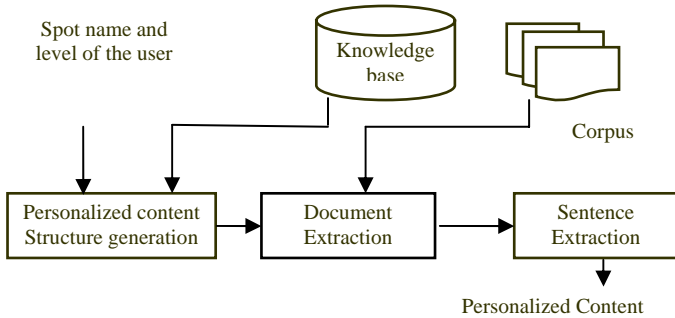 Spot name and
level of the user
Knowledge
base
Corpus
Personalized content
Structure generation
Document
Extraction
Sentence
Extraction
Personalized Content